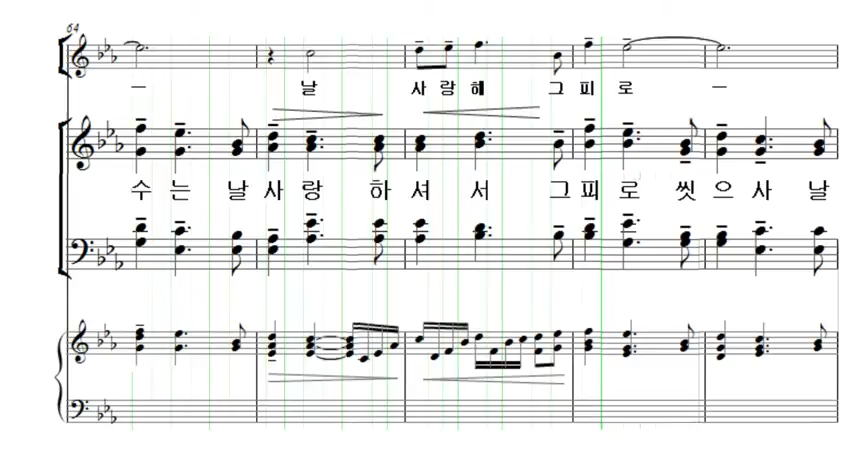 64
날 사 랑 해 그 피 로
수 는 날 사 랑 하 셔 서 그 피 로 씻 으 사 날